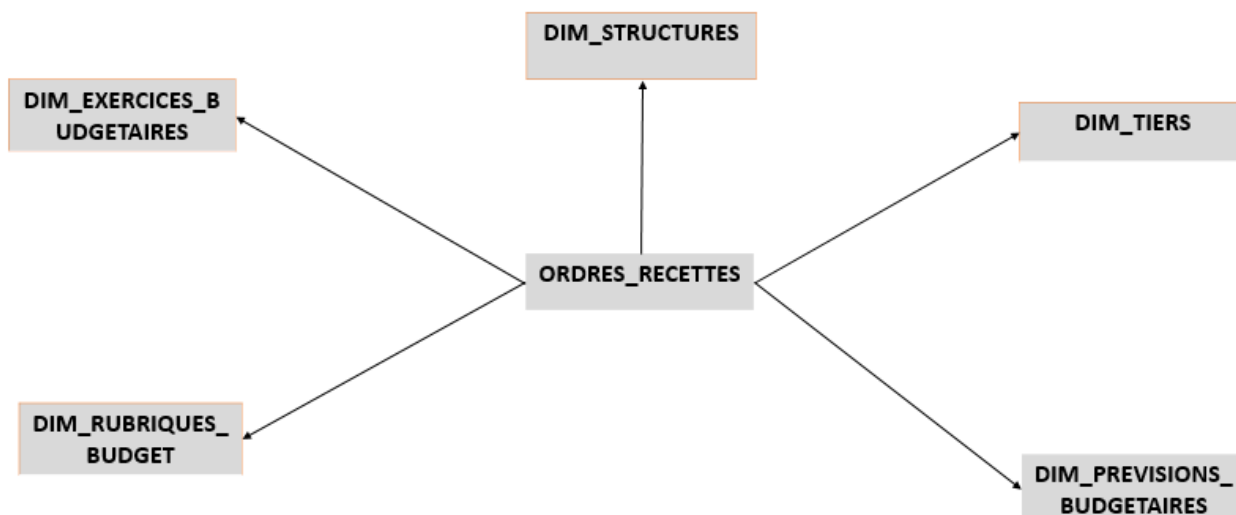 DIM_STRUCTURES
DIM_EXERCICES_B
UDGETAIRES
DIM_TIERS
ORDRES_RECETTES
DIM_RUBRIQUES_
BUDGET
DIM_PREVISIONS_
BUDGETAIRES